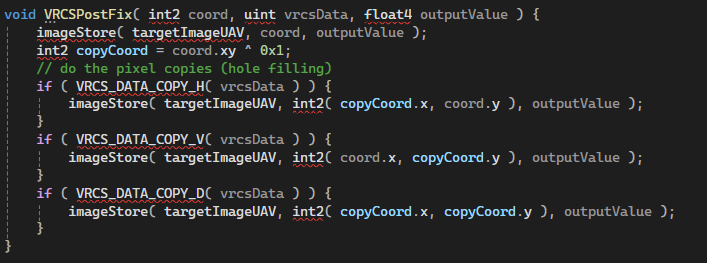 void VRCSPostFix( int2 coord, uint vrcsData, float4 outputValue ) {
    imageStore( targetImageUAV, coord, outputValue );
    int2 copyCoord = coord.xy ^ 0x1;
    // do the pixel copies (hole filling)
    if ( VRCS_DATA_COPY_H( vrcsData ) ) {
        imageStore( targetImageUAV, int2( copyCoord.x, coord.y ), outputValue );
    }
    if ( VRCS_DATA_COPY_V( vrcsData ) ) {
        imageStore( targetImageUAV, int2( coord.x, copyCoord.y ), outputValue );
    }
    if ( VRCS_DATA_COPY_D( vrcsData ) ) {
        imageStore( targetImageUAV, int2( copyCoord.x, copyCoord.y ), outputValue );
    }
}